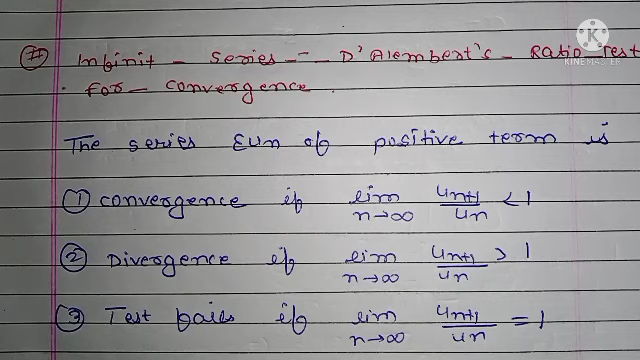 # Infinit - Series - - D'Alembert's - Ratio Test
for - convergence
KINEMASTER
The series Σun of positive term is
① convergence if lim n→∞ un+1/un < 1
② Divergence if lim n→∞ un+1/un > 1
③ Test fails if lim n→∞ un+1/un = 1